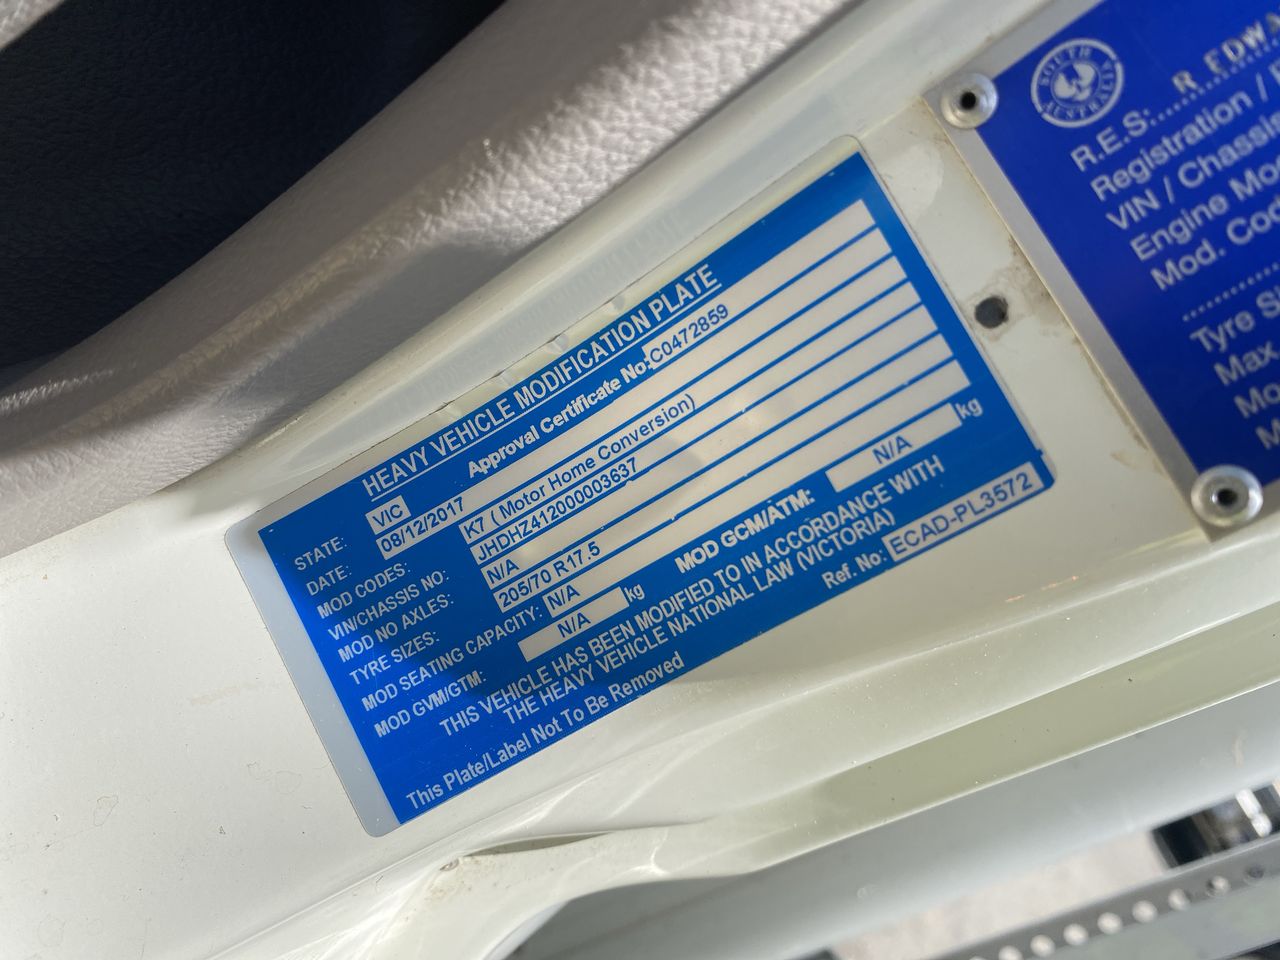 HEAVY VEHICLE MODIFICATION PLATE
STATE: VIC Approval Certificate No: C0472859
DATE: 08/12/2017
MOD CODES: K7 ( Motor Home Conversion)
VIN/CHASSIS NO: JHDHZ412000003637
MOD NO AXLES: N/A
TYRE SIZES: 205/70 R17.5
MOD SEATING CAPACITY: N/A
MOD GVM/GTM: N/A kg MOD GCM/ATM: N/A kg
THIS VEHICLE HAS BEEN MODIFIED TO IN ACCORDANCE WITH
THE HEAVY VEHICLE NATIONAL LAW (VICTORIA)
This Plate/Label Not To Be Removed Ref. No: ECAD-PL3572
SOUTH AUSTRALIA
R.E.S:
Registration /
VIN / Chassis
Engine
Mod.
Tyre
Max